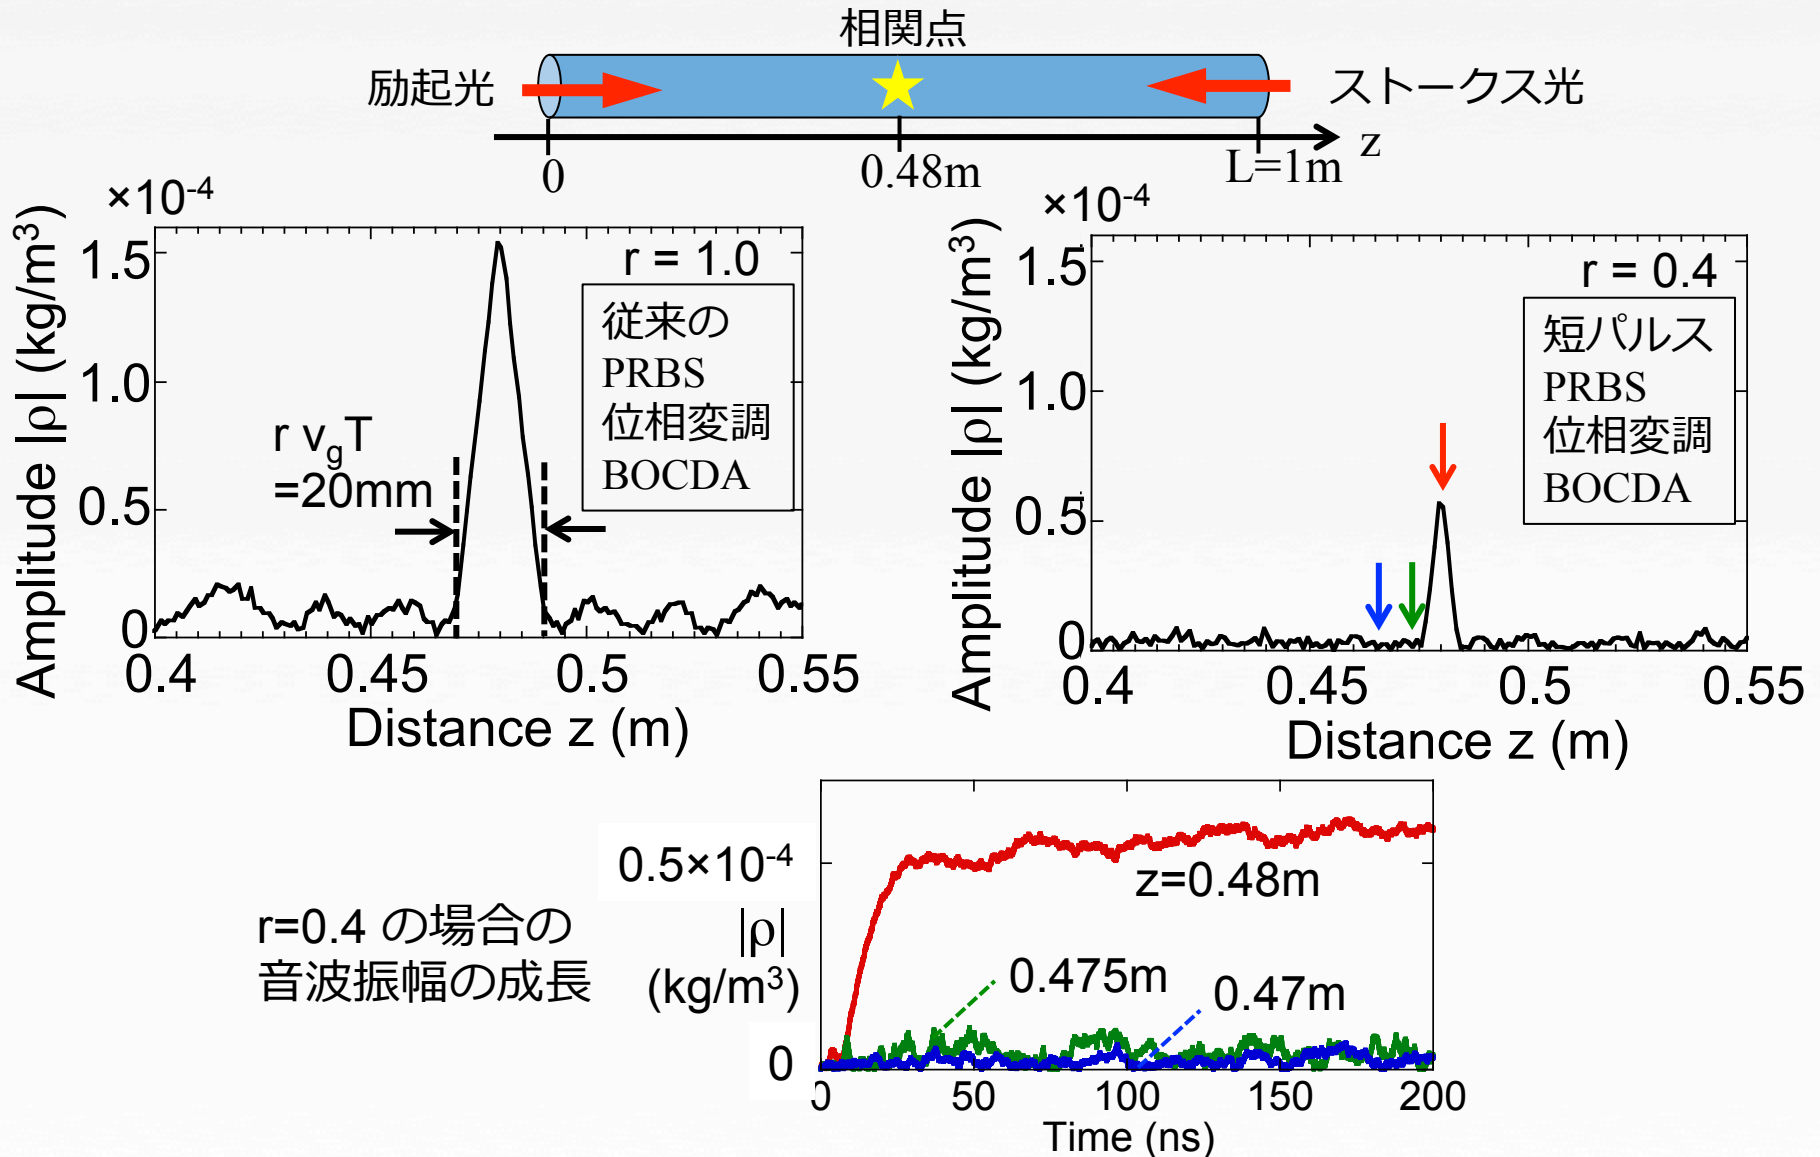 相関点
励起光
ストークス光
0
0.48m
L=1m
z
×10-4
Amplitude |ρ| (kg/m3)
1.5
1.0
0.5
0
r = 1.0
従来の
PRBS
位相変調
BOCDA
r vgT
=20mm
0.4
0.45
0.5
0.55
Distance z (m)
×10-4
Amplitude |ρ| (kg/m3)
1.5
1.0
0.5
0
r = 0.4
短パルス
PRBS
位相変調
BOCDA
0.4
0.45
0.5
0.55
Distance z (m)
r=0.4 の場合の
音波振幅の成長
0.5×10-4
|ρ|
(kg/m3)
0
z=0.48m
0.475m
0.47m
0
50
100
150
200
Time (ns)